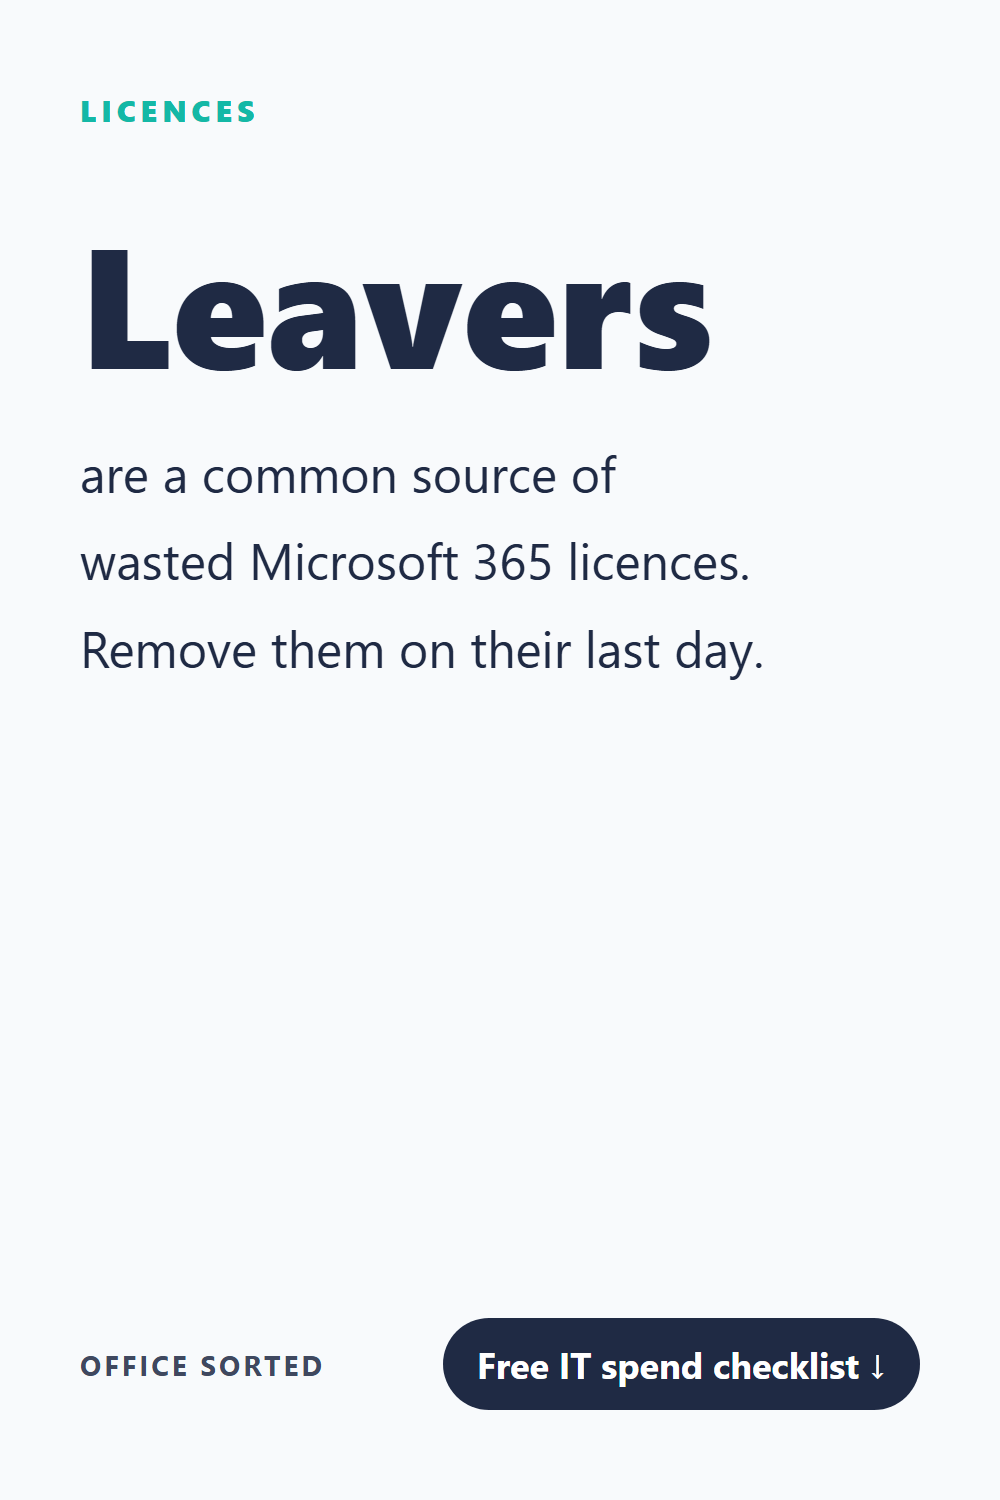 LICENCES
Leavers
are a common source of
wasted Microsoft 365 licences.
Remove them on their last day.
OFFICE SORTED
Free IT spend checklist ↓